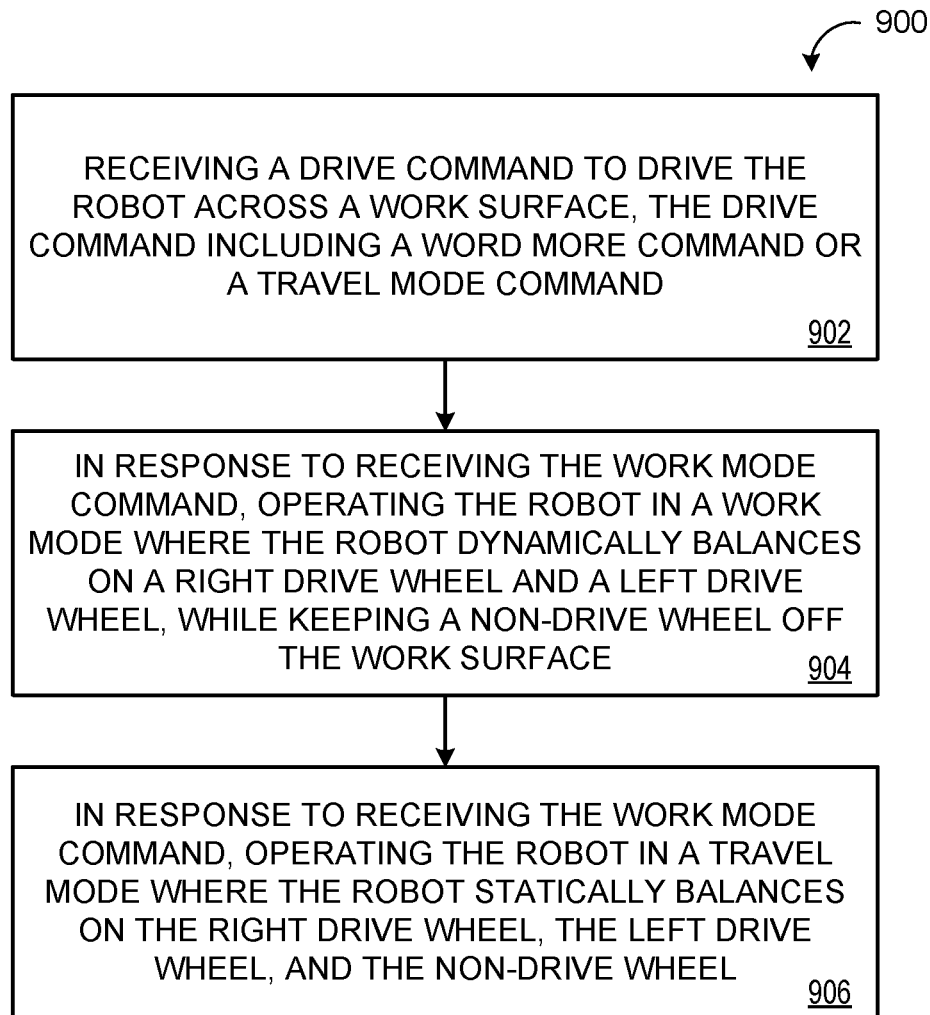 900
RECEIVING A DRIVE COMMAND TO DRIVE THE
ROBOT ACROSS A WORK SURFACE, THE DRIVE
COMMAND INCLUDING A WORD MORE COMMAND OR
A TRAVEL MODE COMMAND
902
IN RESPONSE TO RECEIVING THE WORK MODE
COMMAND, OPERATING THE ROBOT IN A WORK
MODE WHERE THE ROBOT DYNAMICALLY BALANCES
ON A RIGHT DRIVE WHEEL AND A LEFT DRIVE
WHEEL, WHILE KEEPING A NON-DRIVE WHEEL OFF
THE WORK SURFACE
904
IN RESPONSE TO RECEIVING THE WORK MODE
COMMAND, OPERATING THE ROBOT IN A TRAVEL
MODE WHERE THE ROBOT STATICALLY BALANCES
ON THE RIGHT DRIVE WHEEL, THE LEFT DRIVE
WHEEL, AND THE NON-DRIVE WHEEL
906